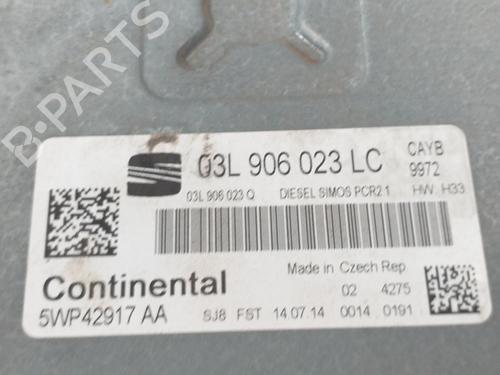 B-PARTS
03L 906 023 LC
CAYB
9972
03L 906 023 Q DIESEL SIMOS PCR2.1 HW: H33
Continental
Made in Czech Rep
02 4275
5WP42917 AA
SJ8 FST 14.07.14 0014 0191